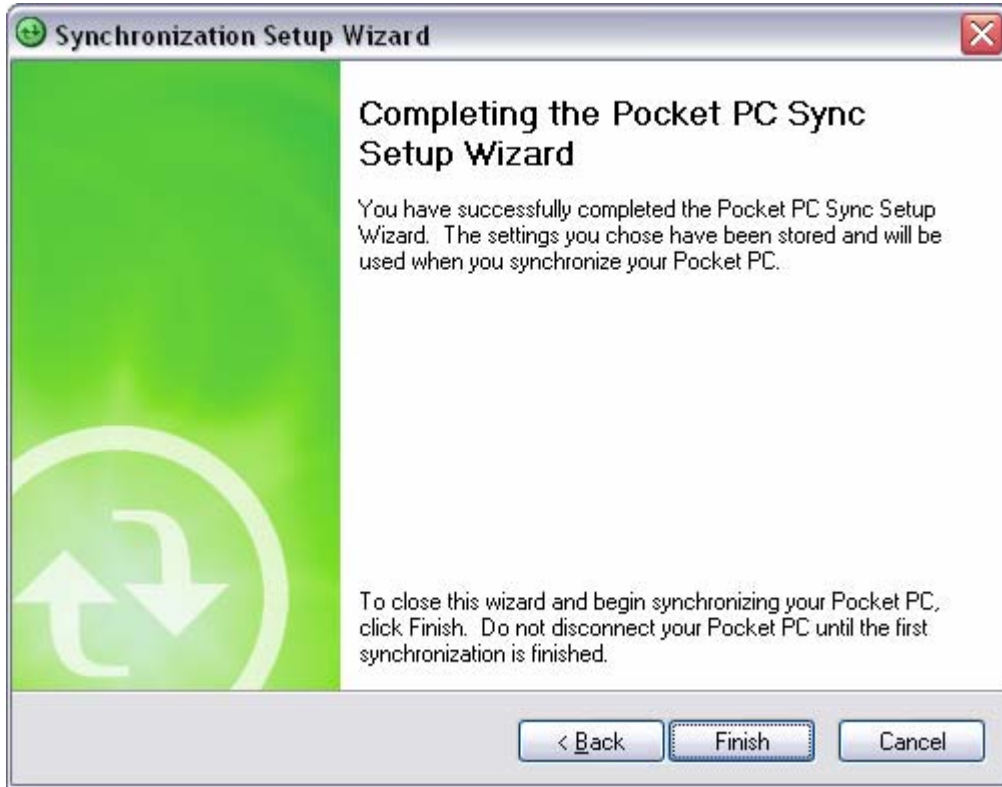 Synchronization Setup Wizard
Completing the Pocket PC Sync
Setup Wizard
You have successfully completed the Pocket PC Sync Setup
Wizard.  The settings you chose have been stored and will be
used when you synchronize your Pocket PC.
To close this wizard and begin synchronizing your Pocket PC,
click Finish.  Do not disconnect your Pocket PC until the first
synchronization is finished.
< Back Finish Cancel